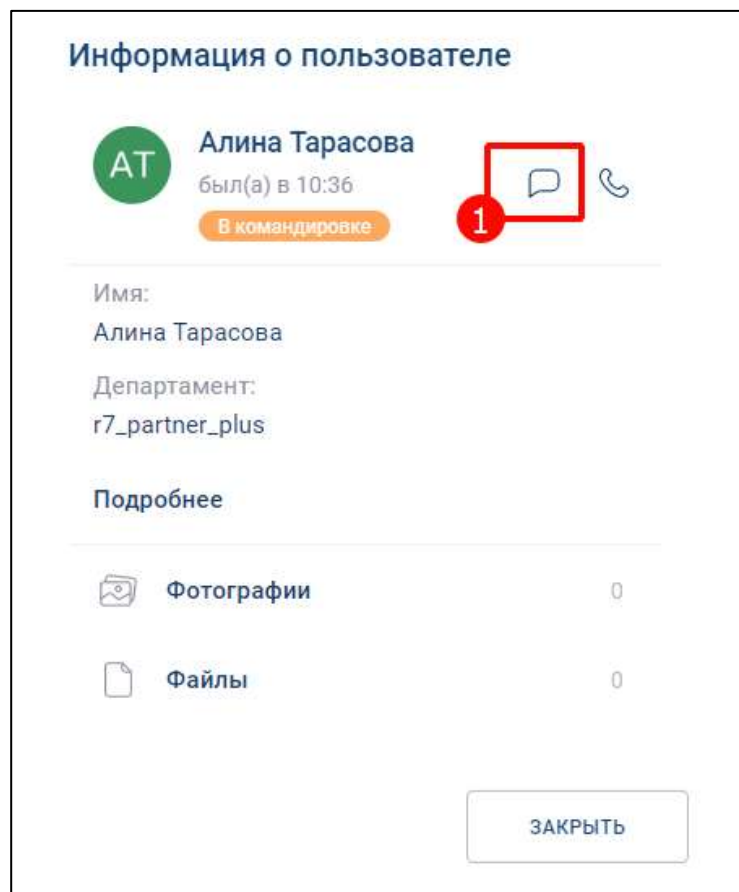 Информация о пользователе
АТ
Алина Тарасова
был(а) в 10:36
В командировке
1
Имя:
Алина Тарасова
Департамент:
r7_partner_plus
Подробнее
Фотографии 0
Файлы 0
ЗАКРЫТЬ